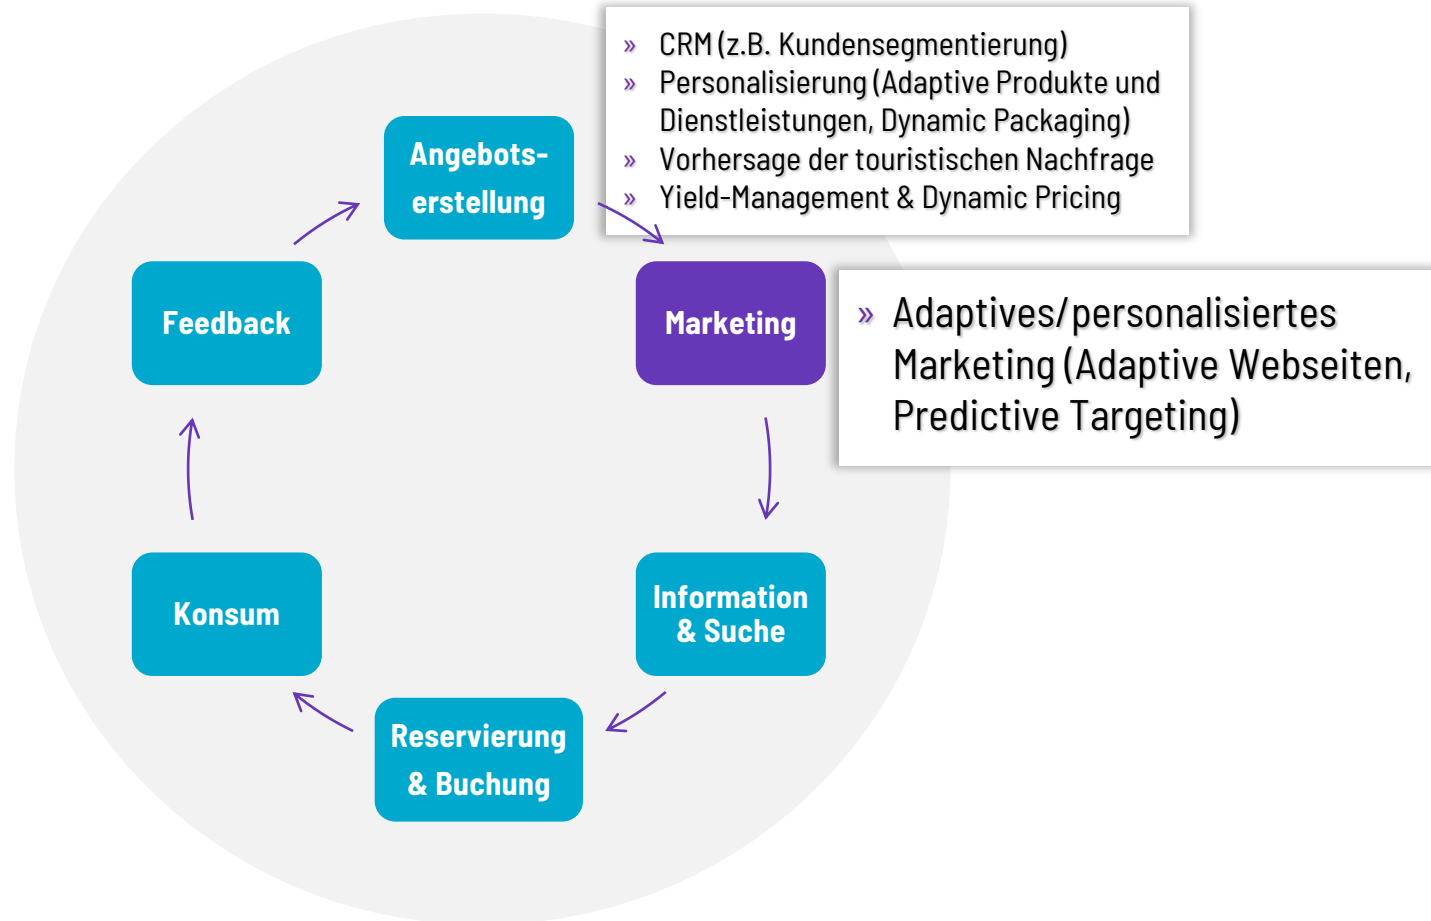 » CRM (z.B. Kundensegmentierung)
» Personalisierung (Adaptive Produkte und
Dienstleistungen, Dynamic Packaging)
» Vorhersage der touristischen Nachfrage
» Yield-Management & Dynamic Pricing
Angebots-
erstellung
Marketing
» Adaptives/personalisiertes
Marketing (Adaptive Webseiten,
Predictive Targeting)
Information
& Suche
Reservierung
& Buchung
Konsum
Feedback